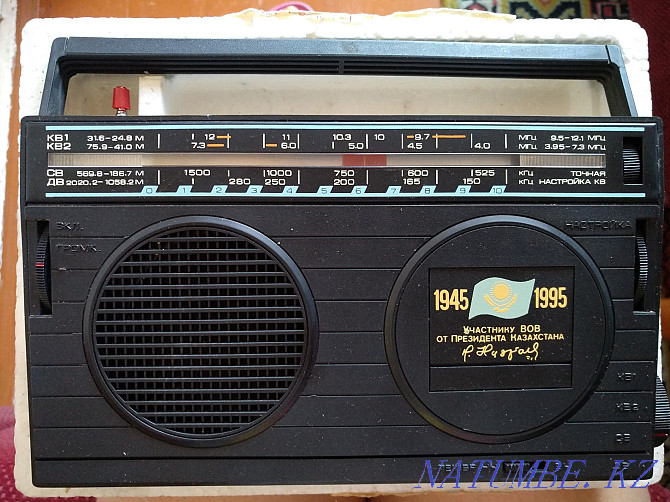 КВ1 31.6-24.8 М 12 11 10.3 10 9.7 МГц 9.5-12.1 МГц
КВ2 75.9-41.0 М 7.3 6.0 5.0 4.5 4.0 МГц 3.95-7.3 МГц
СВ 569.8-186.7 М 1500 1000 750 600 525 кГц ТОЧНАЯ
ДВ 2020.2-1058.2 М 280 250 200 165 150 кГц НАСТРОЙКА КВ
0 1 2 3 4 5 6 7 8 9 10
ВКЛ.
ГРОМК.
НАСТРОЙКА
1945 1995
УЧАСТНИКУ ВОВ
ОТ ПРЕЗИДЕНТА КАЗАХСТАНА
КВ1
КВ2
СВ
NATUMBE.KZ